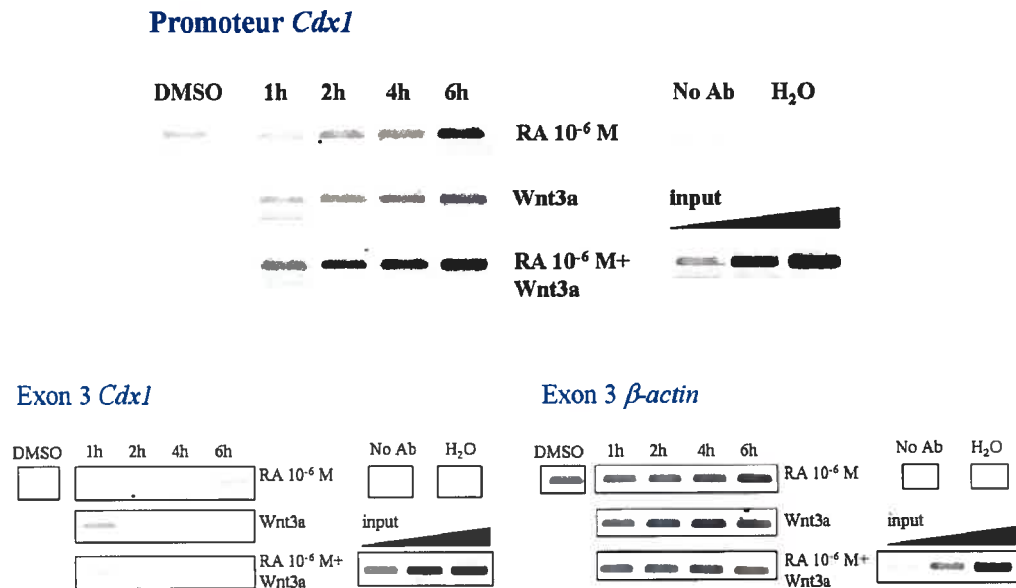 Promoteur Cdx1
DMSO 1h 2h 4h 6h No Ab H₂O
RA 10⁻⁶ M
Wnt3a input
RA 10⁻⁶ M+
Wnt3a
Exon 3 Cdx1
DMSO 1h 2h 4h 6h No Ab H₂O
RA 10⁻⁶ M
Wnt3a input
RA 10⁻⁶ M+
Wnt3a
Exon 3 β-actin
DMSO 1h 2h 4h 6h No Ab H₂O
RA 10⁻⁶ M
Wnt3a input
RA 10⁻⁶ M+
Wnt3a